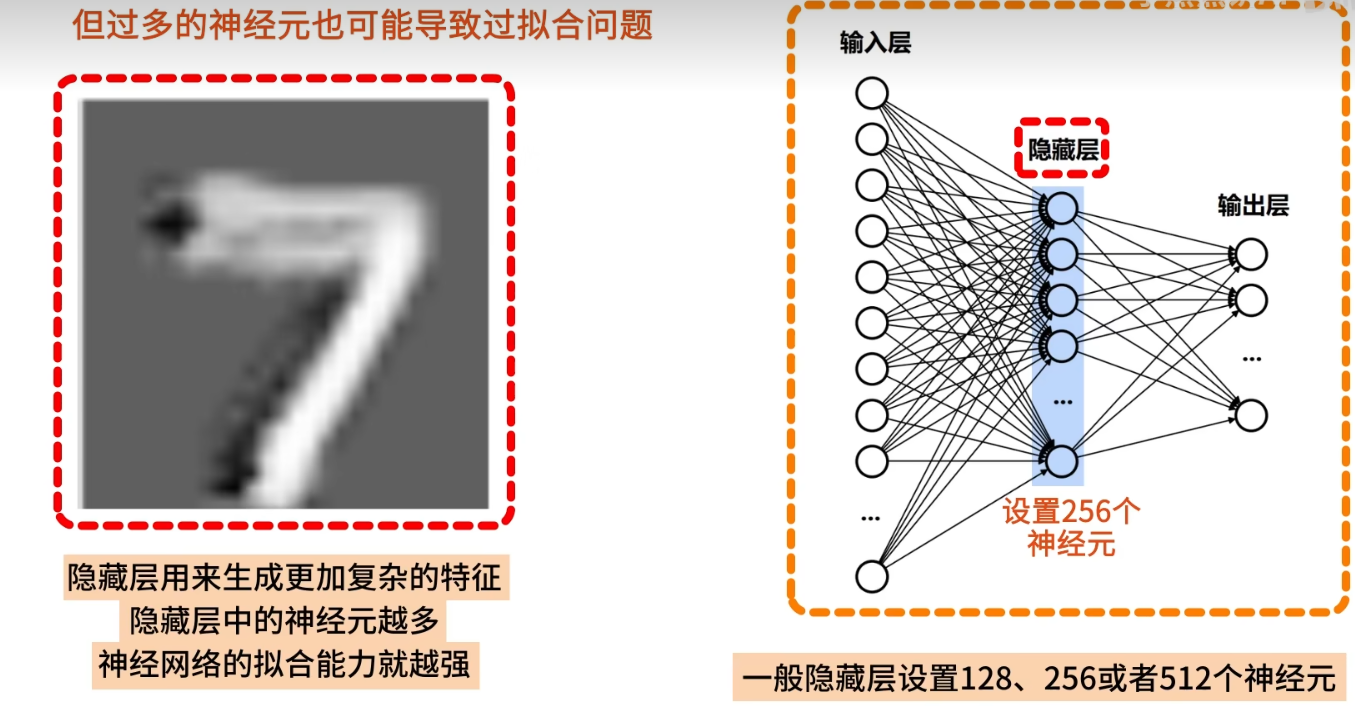 但过多的神经元也可能导致过拟合问题
输入层
隐藏层
输出层
...
...
...
设置256个
神经元
隐藏层用来生成更加复杂的特征
隐藏层中的神经元越多
神经网络的拟合能力就越强
一般隐藏层设置128、256或者512个神经元